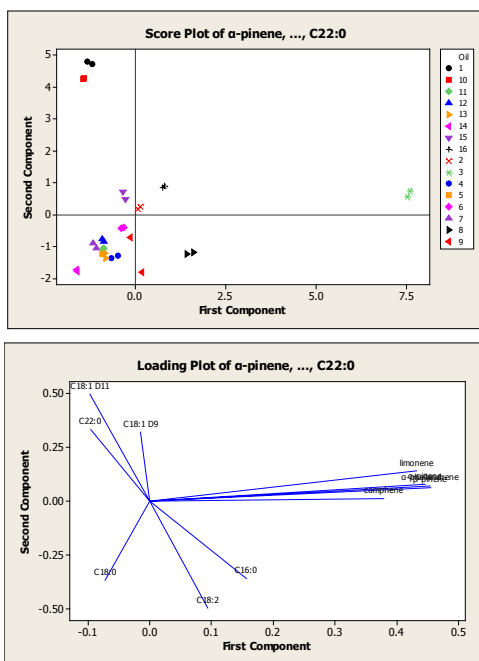 Score Plot of α-pinene, ..., C22:0
Oil
1
10
11
12
13
14
15
16
2
3
4
5
6
7
8
9
Second Component
5
4
3
2
1
0
-1
-2
0.0
2.5
5.0
7.5
First Component
Loading Plot of α-pinene, ..., C22:0
Second Component
0.50
0.25
0.00
-0.25
-0.50
C18:1 D11
C22:0
C18:1 D9
limonene
camphene
C18:0
C16:0
C18:2
-0.1
0.0
0.1
0.2
0.3
0.4
0.5
First Component